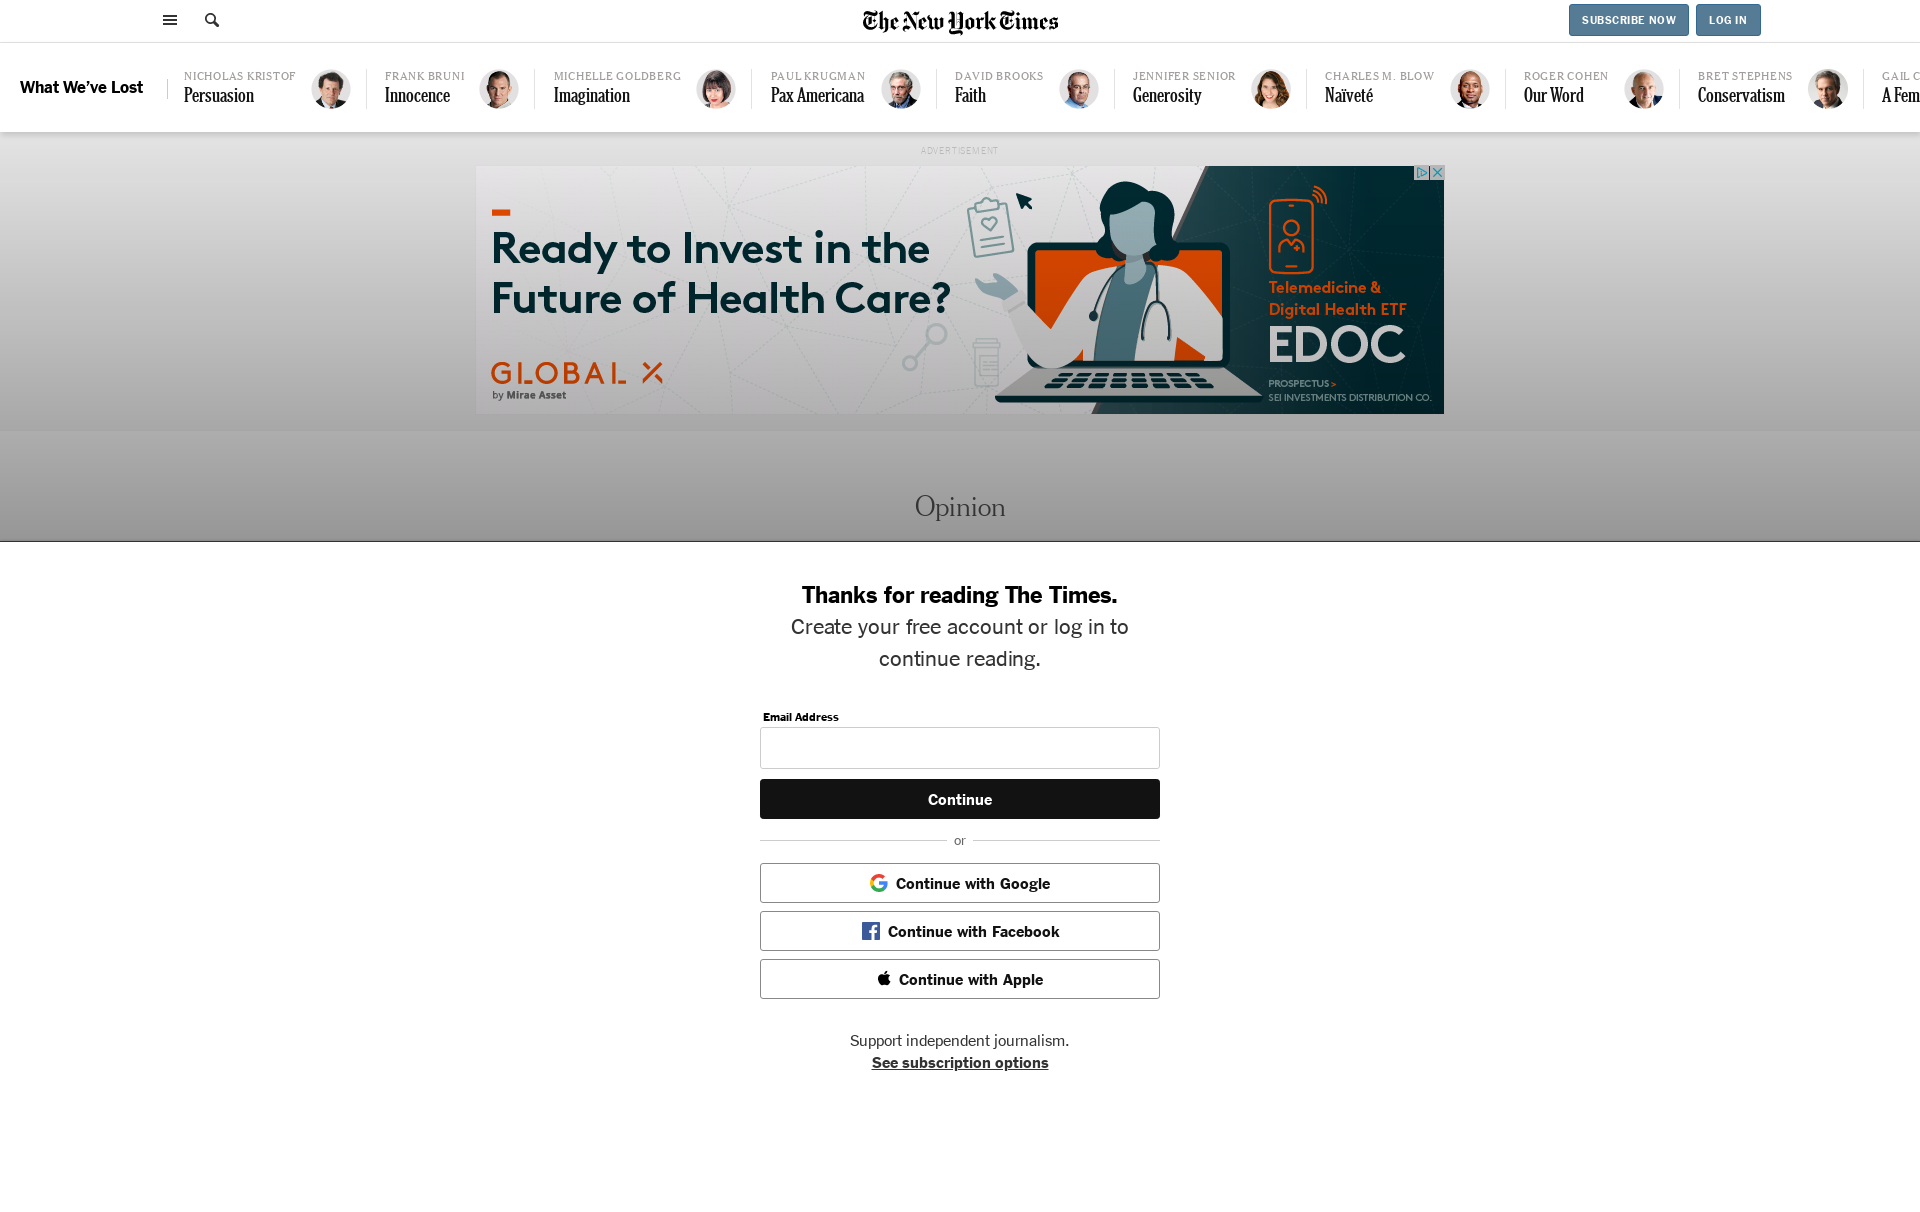 The New York Times
SUBSCRIBE NOW
LOG IN
What We've Lost
NICHOLAS KRISTOF
Persuasion
FRANK BRUNI
Innocence
MICHELLE GOLDBERG
Imagination
PAUL KRUGMAN
Pax Americana
DAVID BROOKS
Faith
JENNIFER SENIOR
Generosity
CHARLES M. BLOW
Naïveté
ROGER COHEN
Our Word
BRET STEPHENS
Conservatism
GAIL C
A Fem
ADVERTISEMENT
Ready to Invest in the
Future of Health Care?
GLOBAL X
by Mirae Asset
Telemedicine &
Digital Health ETF
EDOC
PROSPECTUS >
SEI INVESTMENTS DISTRIBUTION CO.
Opinion
Thanks for reading The Times.
Create your free account or log in to
continue reading.
Email Address
Continue
or
Continue with Google
Continue with Facebook
Continue with Apple
Support independent journalism.
See subscription options